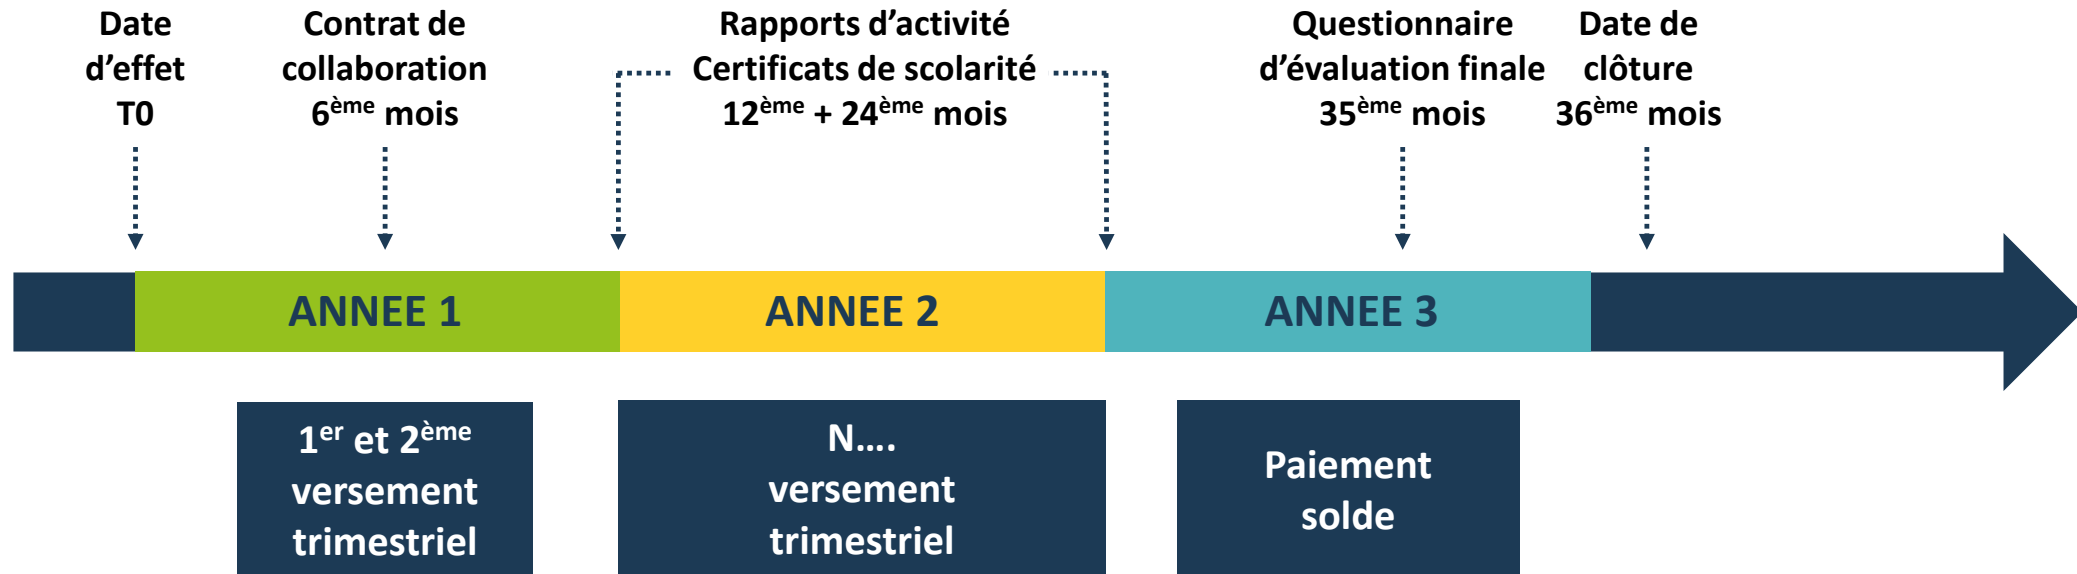 Date
d’effet
T0
Contrat de
collaboration
6ème mois
Rapports d’activité
Certificats de scolarité
12ème + 24ème mois
Questionnaire
d’évaluation finale
35ème mois
Date de
clôture
36ème mois
ANNEE 1
ANNEE 2
ANNEE 3
1er et 2ème
versement
trimestriel
N....
versement
trimestriel
Paiement
solde